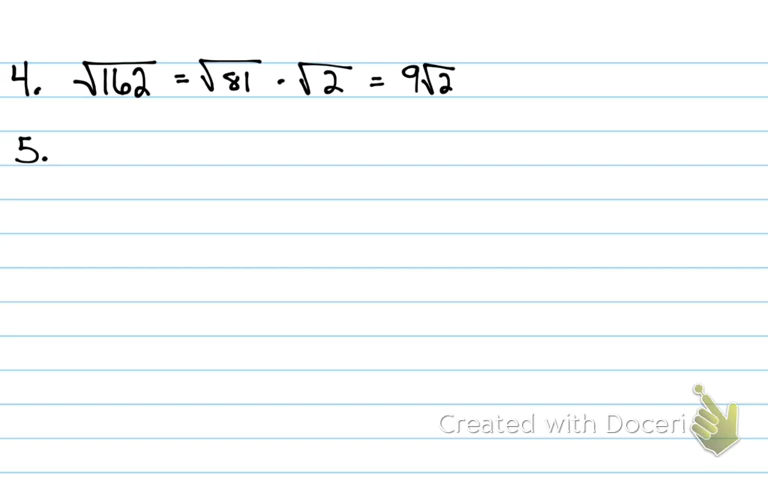 4. √162 = √81 · √2 = 9√2
5.
Created with Doceri